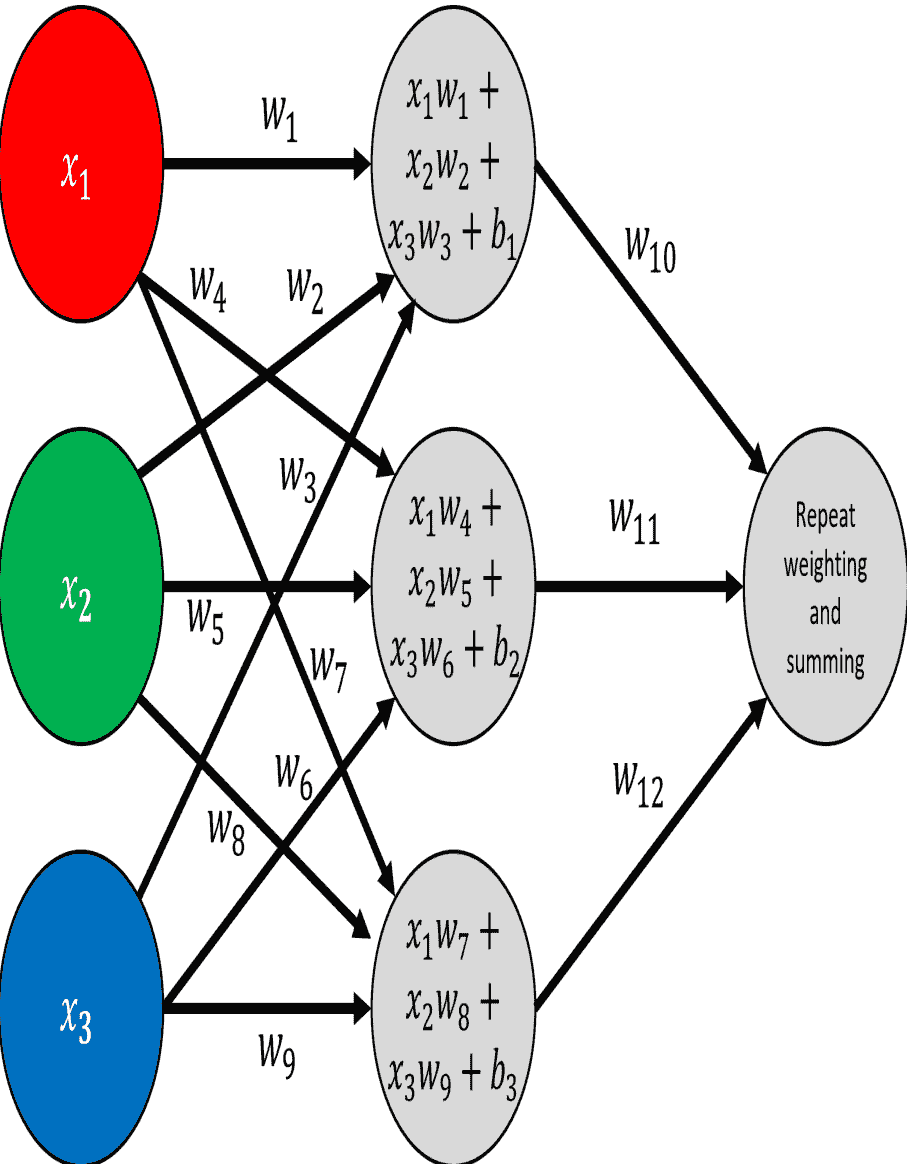 x₁
w₁
x₁w₁ +
x₂w₂ +
x₃w₃ + b₁
w₁₀
w₄
w₂
w₃
x₂
w₅
x₁w₄ +
x₂w₅ +
x₃w₆ + b₂
w₁₁
Repeat
weighting
and
summing
w₇
w₆
w₈
w₁₂
x₃
w₉
x₁w₇ +
x₂w₈ +
x₃w₉ + b₃